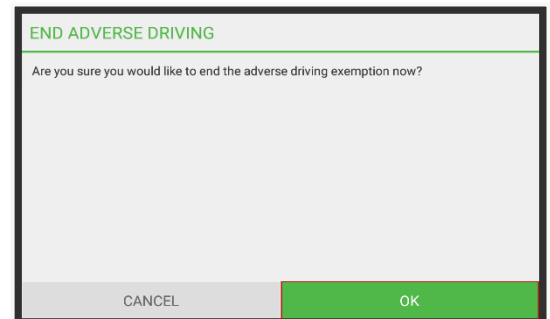 END ADVERSE DRIVING
Are you sure you would like to end the adverse driving exemption now?
CANCEL
OK